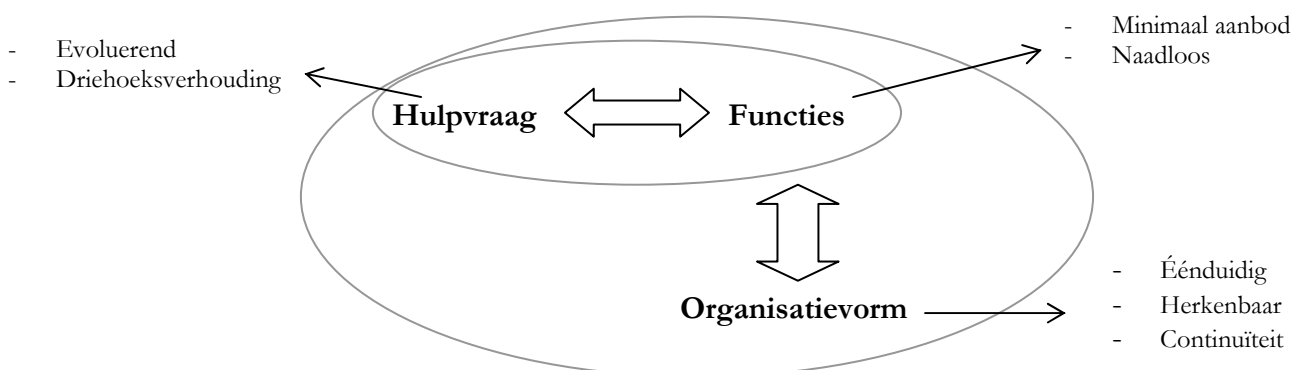 - Evoluerend
- Driehoeksverhouding
- Minimaal aanbod
- Naadloos
Hulpvraag
Functies
Organisatievorm
- Éénduidig
- Herkenbaar
- Continuïteit